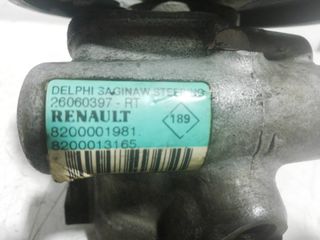 DELPHI SAGINAW STEERING
26060397 - RT
RENAULT
189
8200001981.
8200013165